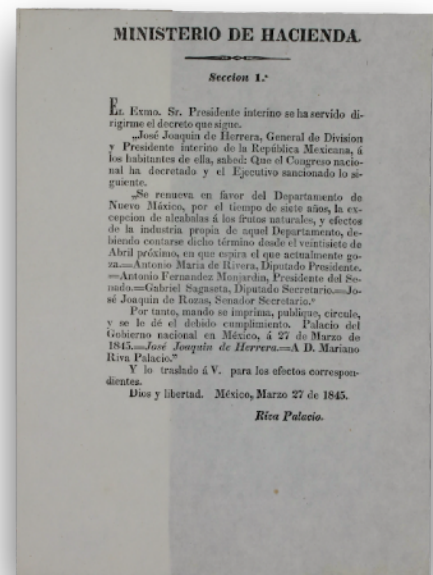 MINISTERIO DE HACIENDA.
Seccion 1.ª
EL Exmo. Sr. Presidente interino se ha servido di-
rigirme el decreto que sigue.
„José Joaquin de Herrera, General de Division
y Presidente interino de la República Mexicana, á
los habitantes de ella, sabed: Que el Congreso nacio-
nal ha decretado y el Ejecutivo sancionado lo si-
guiente.
„Se renueva en favor del Departamento de
Nuevo México, por el tiempo de siete años, la ex-
cepcion de alcabalas á los frutos naturales, y efectos
de la industria propia de aquel Departamento, de-
biendo contarse dicho término desde el veintisiete de
Abril próximo, en que espira el que actualmente go-
za.=Antonio Maria de Rivera, Diputado Presidente.
=Antonio Fernandez Monjardin, Presidente del Se-
nado.=Gabriel Sagaseta, Diputado Secretario.=Jo-
sé Joaquin de Rozas, Senador Secretario."
Por tanto, mando se imprima, publique, circule,
y se le dé el debido cumplimiento. Palacio del
Gobierno nacional en México, á 27 de Marzo de
1845.=José Joaquin de Herrera.=A D. Mariano
Riva Palacio."
Y lo traslado á V. para los efectos correspon-
dientes.
Dios y libertad. México, Marzo 27 de 1845.
Riva Palacio.